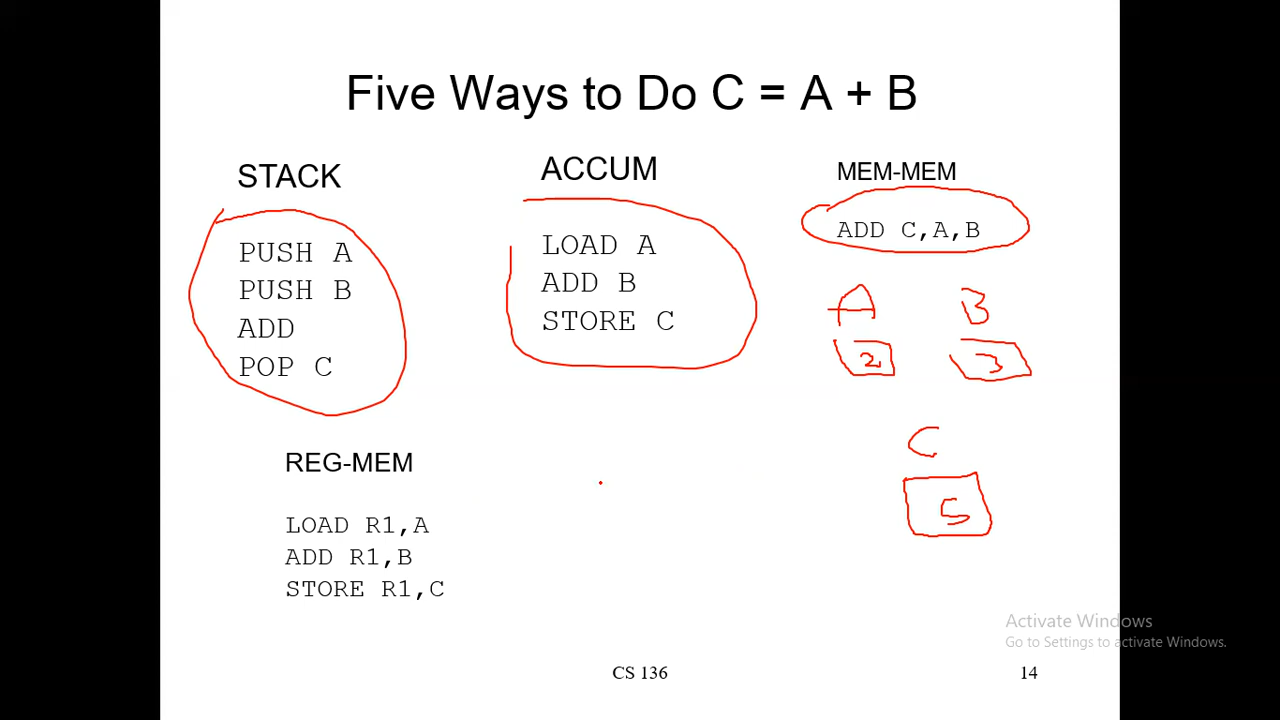 Five Ways to Do C = A + B
STACK
PUSH A
PUSH B
ADD
POP C
ACCUM
LOAD A
ADD B
STORE C
MEM-MEM
ADD C,A,B
A B
2 3
C
5
REG-MEM
LOAD R1,A
ADD R1,B
STORE R1,C
Activate Windows
Go to Settings to activate Windows.
CS 136
14